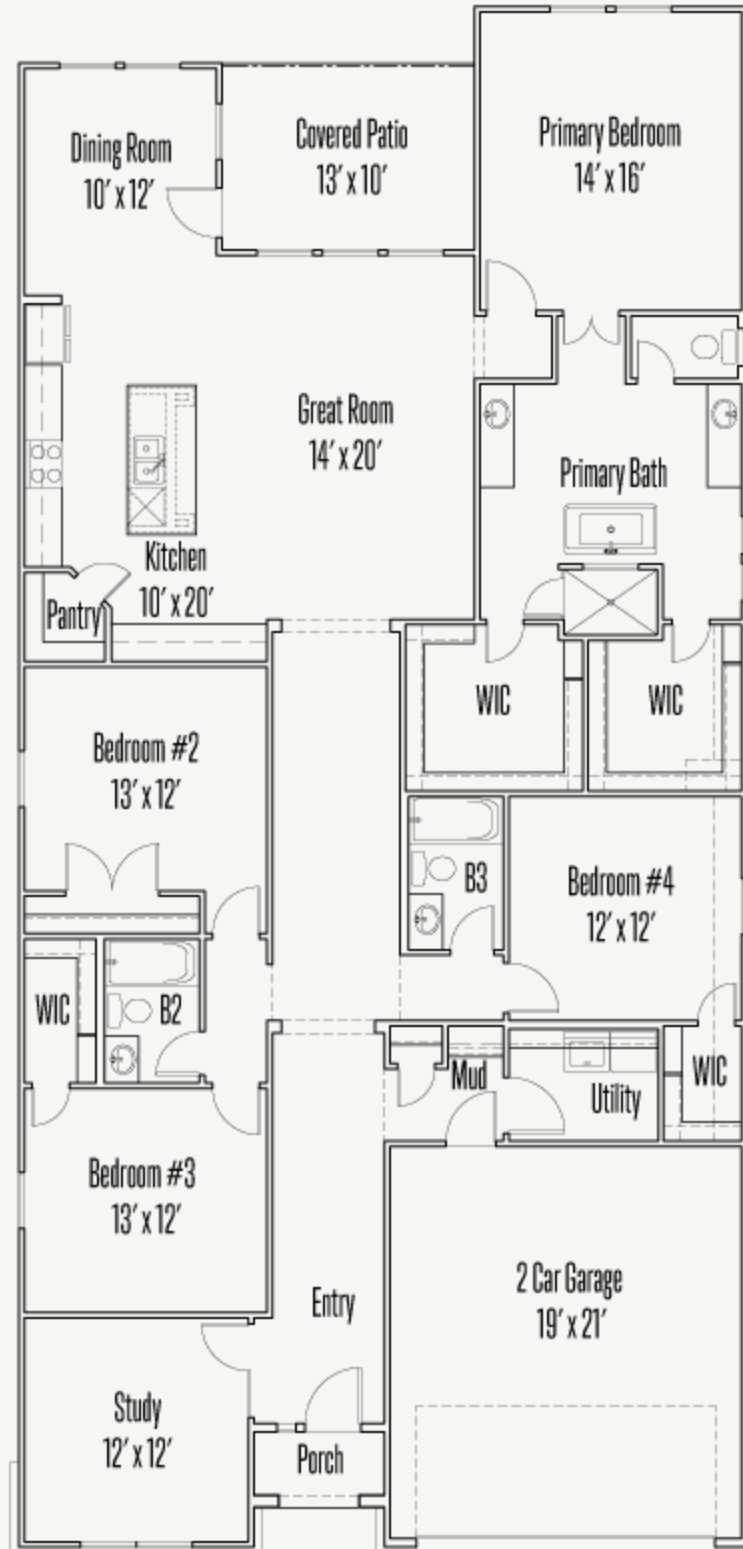 Dining Room
10′ x 12′
Covered Patio
13′ x 10′
Primary Bedroom
14′ x 16′
Great Room
14′ x 20′
Primary Bath
Kitchen
10′ x 20′
Pantry
WIC
WIC
Bedroom #2
13′ x 12′
B3
Bedroom #4
12′ x 12′
WIC
B2
Mud
Utility
WIC
Bedroom #3
13′ x 12′
2 Car Garage
19′ x 21′
Entry
Study
12′ x 12′
Porch